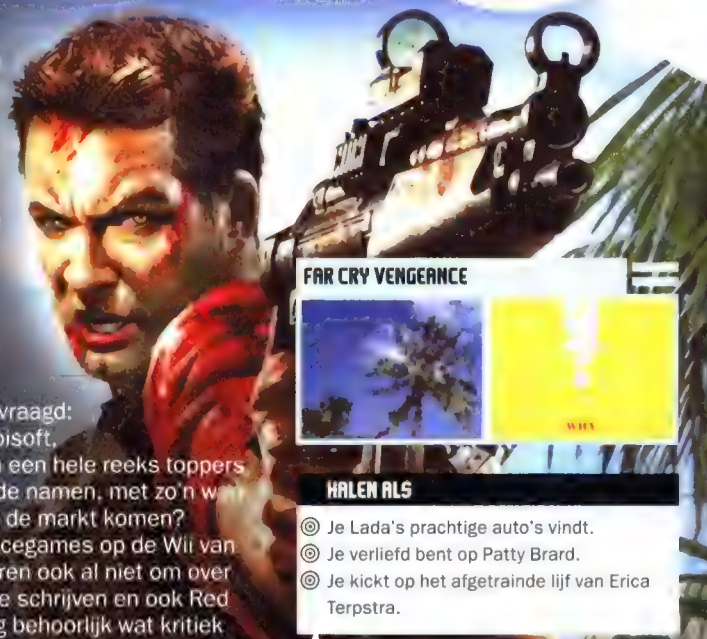 FAR CRY VENGEANCE
WHY
HALEN ALS
Je Lada's prachtige auto's vindt.
Je verliefd bent op Patty Brard.
Je kickt op het afgetrainde lijf van Erica
Terpstra.
vraagd:
oisoft,
een hele reeks toppers
de namen, met zo'n
de markt komen?
cegames op de Wii van
ren ook al niet om over
e schrijven en ook Red
g behoorlijk wat kritiek